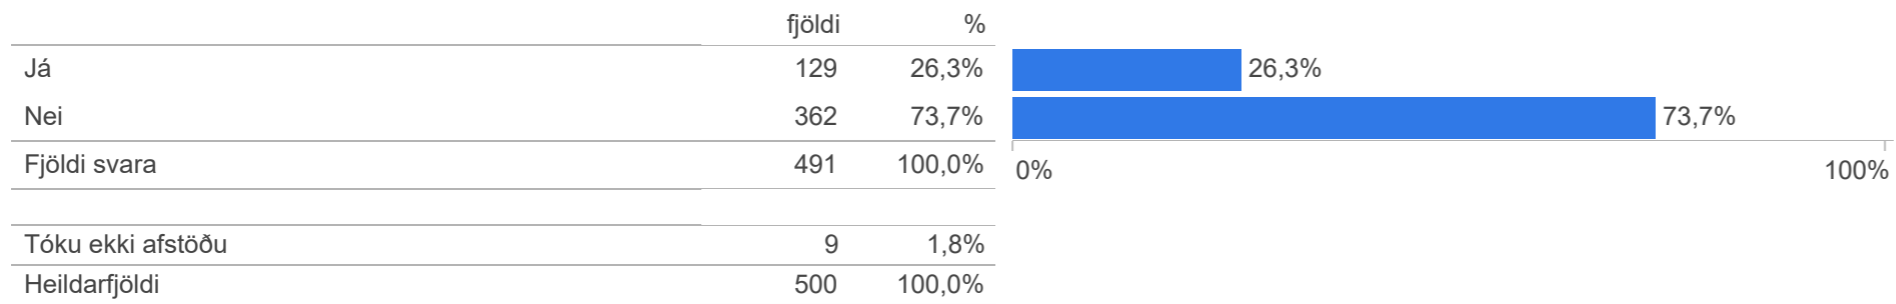 fjöldi %
Já 129 26,3% 26,3%
Nei 362 73,7% 73,7%
Fjöldi svara 491 100,0% 0% 100%
Tóku ekki afstöðu 9 1,8%
Heildarfjöldi 500 100,0%